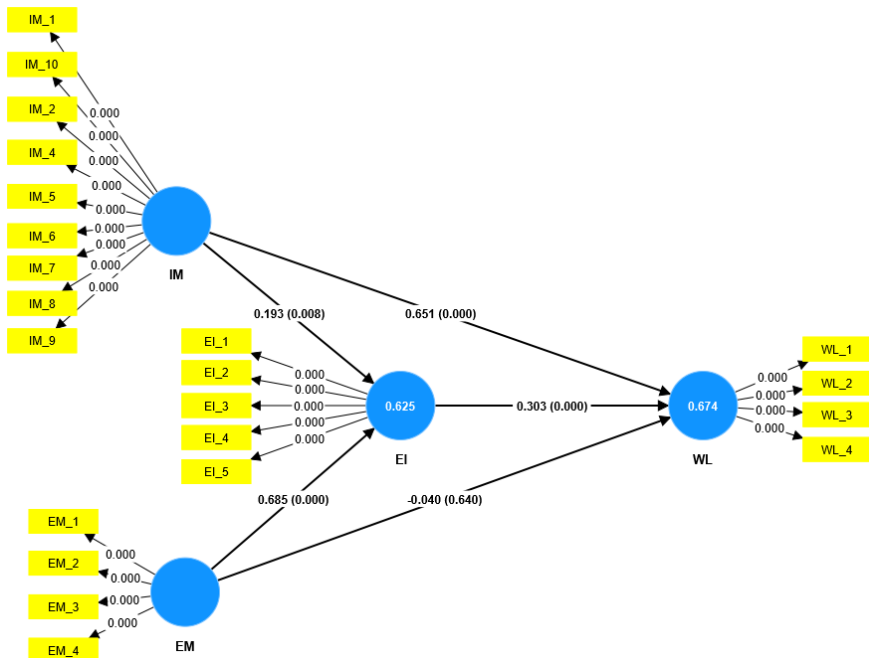 IM_1
IM_10
IM_2
IM_4
IM_5
IM_6
IM_7
IM_8
IM_9
0.000
0.000
0.000
0.000
0.000
0.000
0.000
0.000
0.000
IM
0.193 (0.008)
0.651 (0.000)
EI_1
EI_2
EI_3
EI_4
EI_5
0.000
0.000
0.000
0.000
0.000
0.625
EI
0.303 (0.000)
0.674
WL
0.000
0.000
0.000
0.000
WL_1
WL_2
WL_3
WL_4
0.685 (0.000)
-0.040 (0.640)
EM_1
EM_2
EM_3
EM_4
0.000
0.000
0.000
0.000
EM